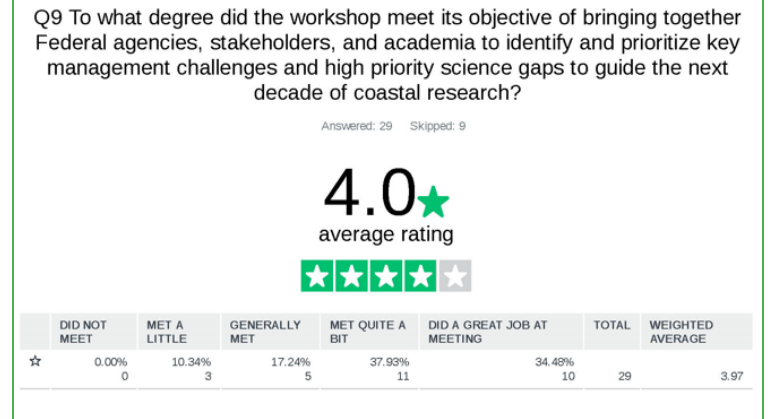 Q9 To what degree did the workshop meet its objective of bringing together
Federal agencies, stakeholders, and academia to identify and prioritize key
management challenges and high priority science gaps to guide the next
decade of coastal research?
Answered: 29 Skipped: 9
4.0
average rating
DID NOT MEET MET A LITTLE GENERALLY MET MET QUITE A BIT DID A GREAT JOB AT MEETING TOTAL WEIGHTED AVERAGE
0.00% 10.34% 17.24% 37.93% 34.48%
0 3 5 11 10 29 3.97